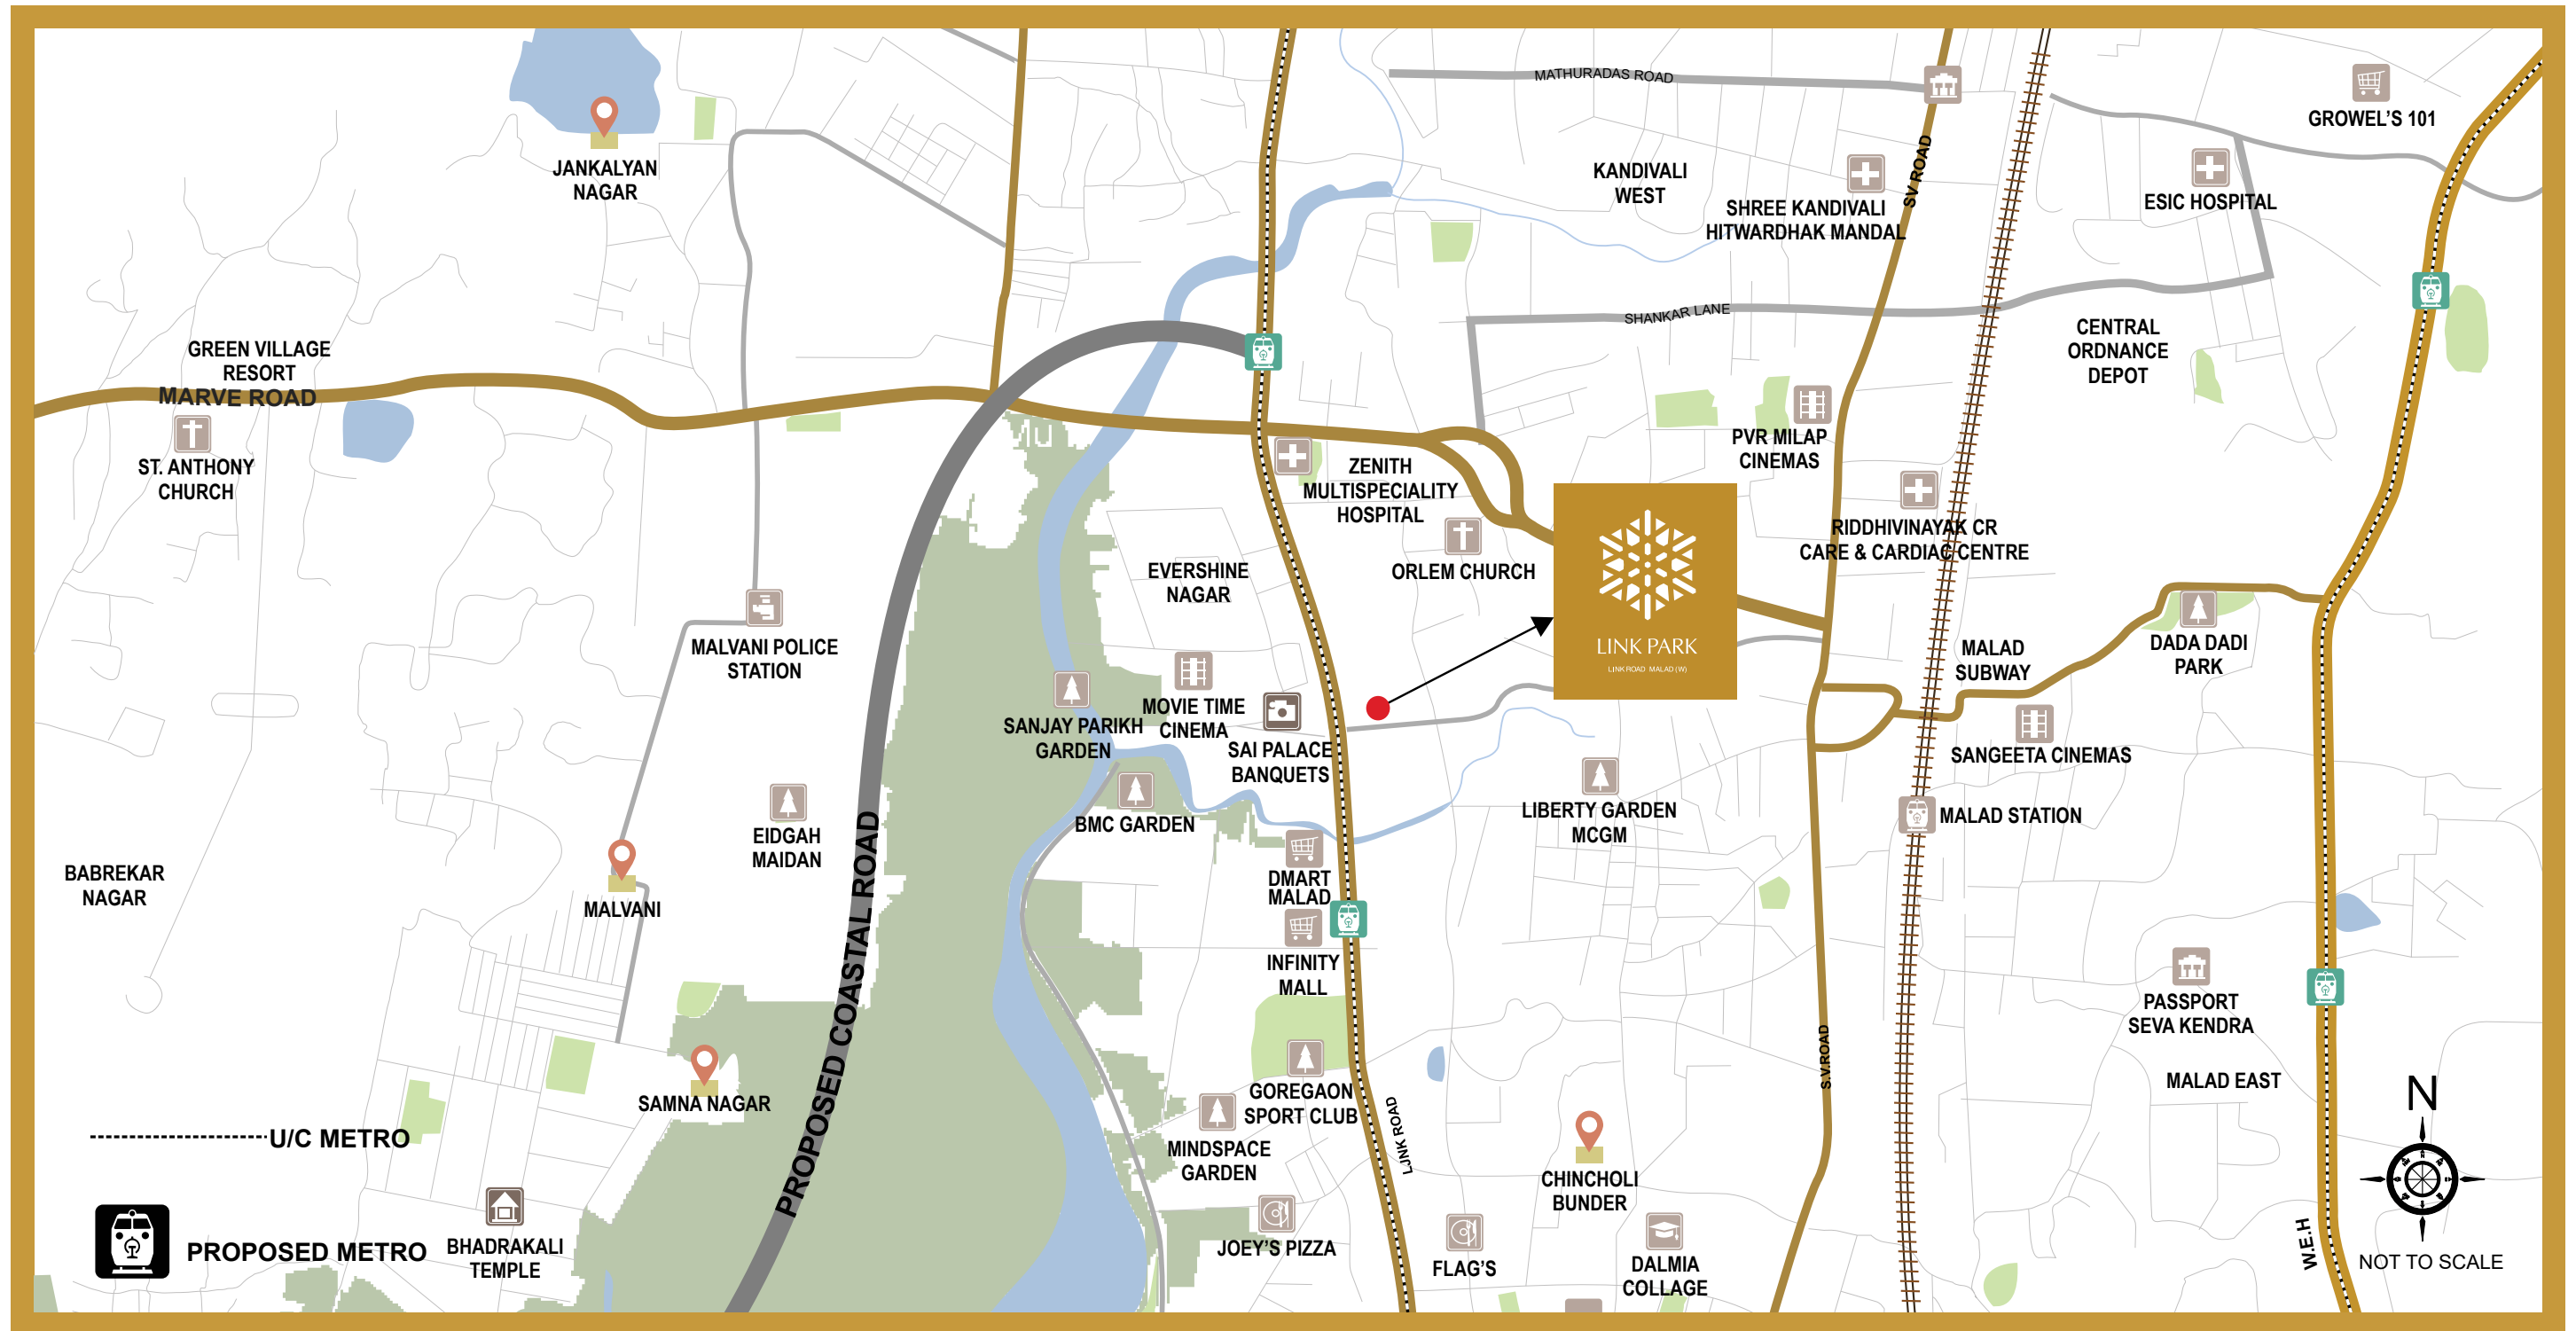 MATHURADAS ROAD
GROWEL'S 101
JANKALYAN
NAGAR
KANDIVALI
WEST
SV ROAD
SHREE KANDIVALI
HITWARDHAK MANDAL
ESIC HOSPITAL
SHANKAR LANE
CENTRAL
ORDNANCE
DEPOT
GREEN VILLAGE
RESORT
MARVE ROAD
ST. ANTHONY
CHURCH
PVR MILAP
CINEMAS
ZENITH
MULTISPECIALITY
HOSPITAL
RIDDHIVINAYAK CR
CARE & CARDIAC CENTRE
ORLEM CHURCH
EVERSHINE
NAGAR
LINK PARK
LINK ROAD MALAD (W)
MALVANI POLICE
STATION
MALAD
SUBWAY
DADA DADI
PARK
SANJAY PARIKH
GARDEN
MOVIE TIME
CINEMA
SAI PALACE
BANQUETS
SANGEETA CINEMAS
LIBERTY GARDEN
MCGM
MALAD STATION
BMC GARDEN
EIDGAH
MAIDAN
BABREKAR
NAGAR
MALVANI
DMART
MALAD
INFINITY
MALL
PROPOSED COASTAL ROAD
PASSPORT
SEVA KENDRA
S.V.ROAD
MALAD EAST
SAMNA NAGAR
GOREGAON
SPORT CLUB
LINK ROAD
MINDSPACE
GARDEN
CHINCHOLI
BUNDER
N
U/C METRO
PROPOSED METRO
BHADRAKALI
TEMPLE
JOEY'S PIZZA
FLAG'S
DALMIA
COLLAGE
W.E.H
NOT TO SCALE